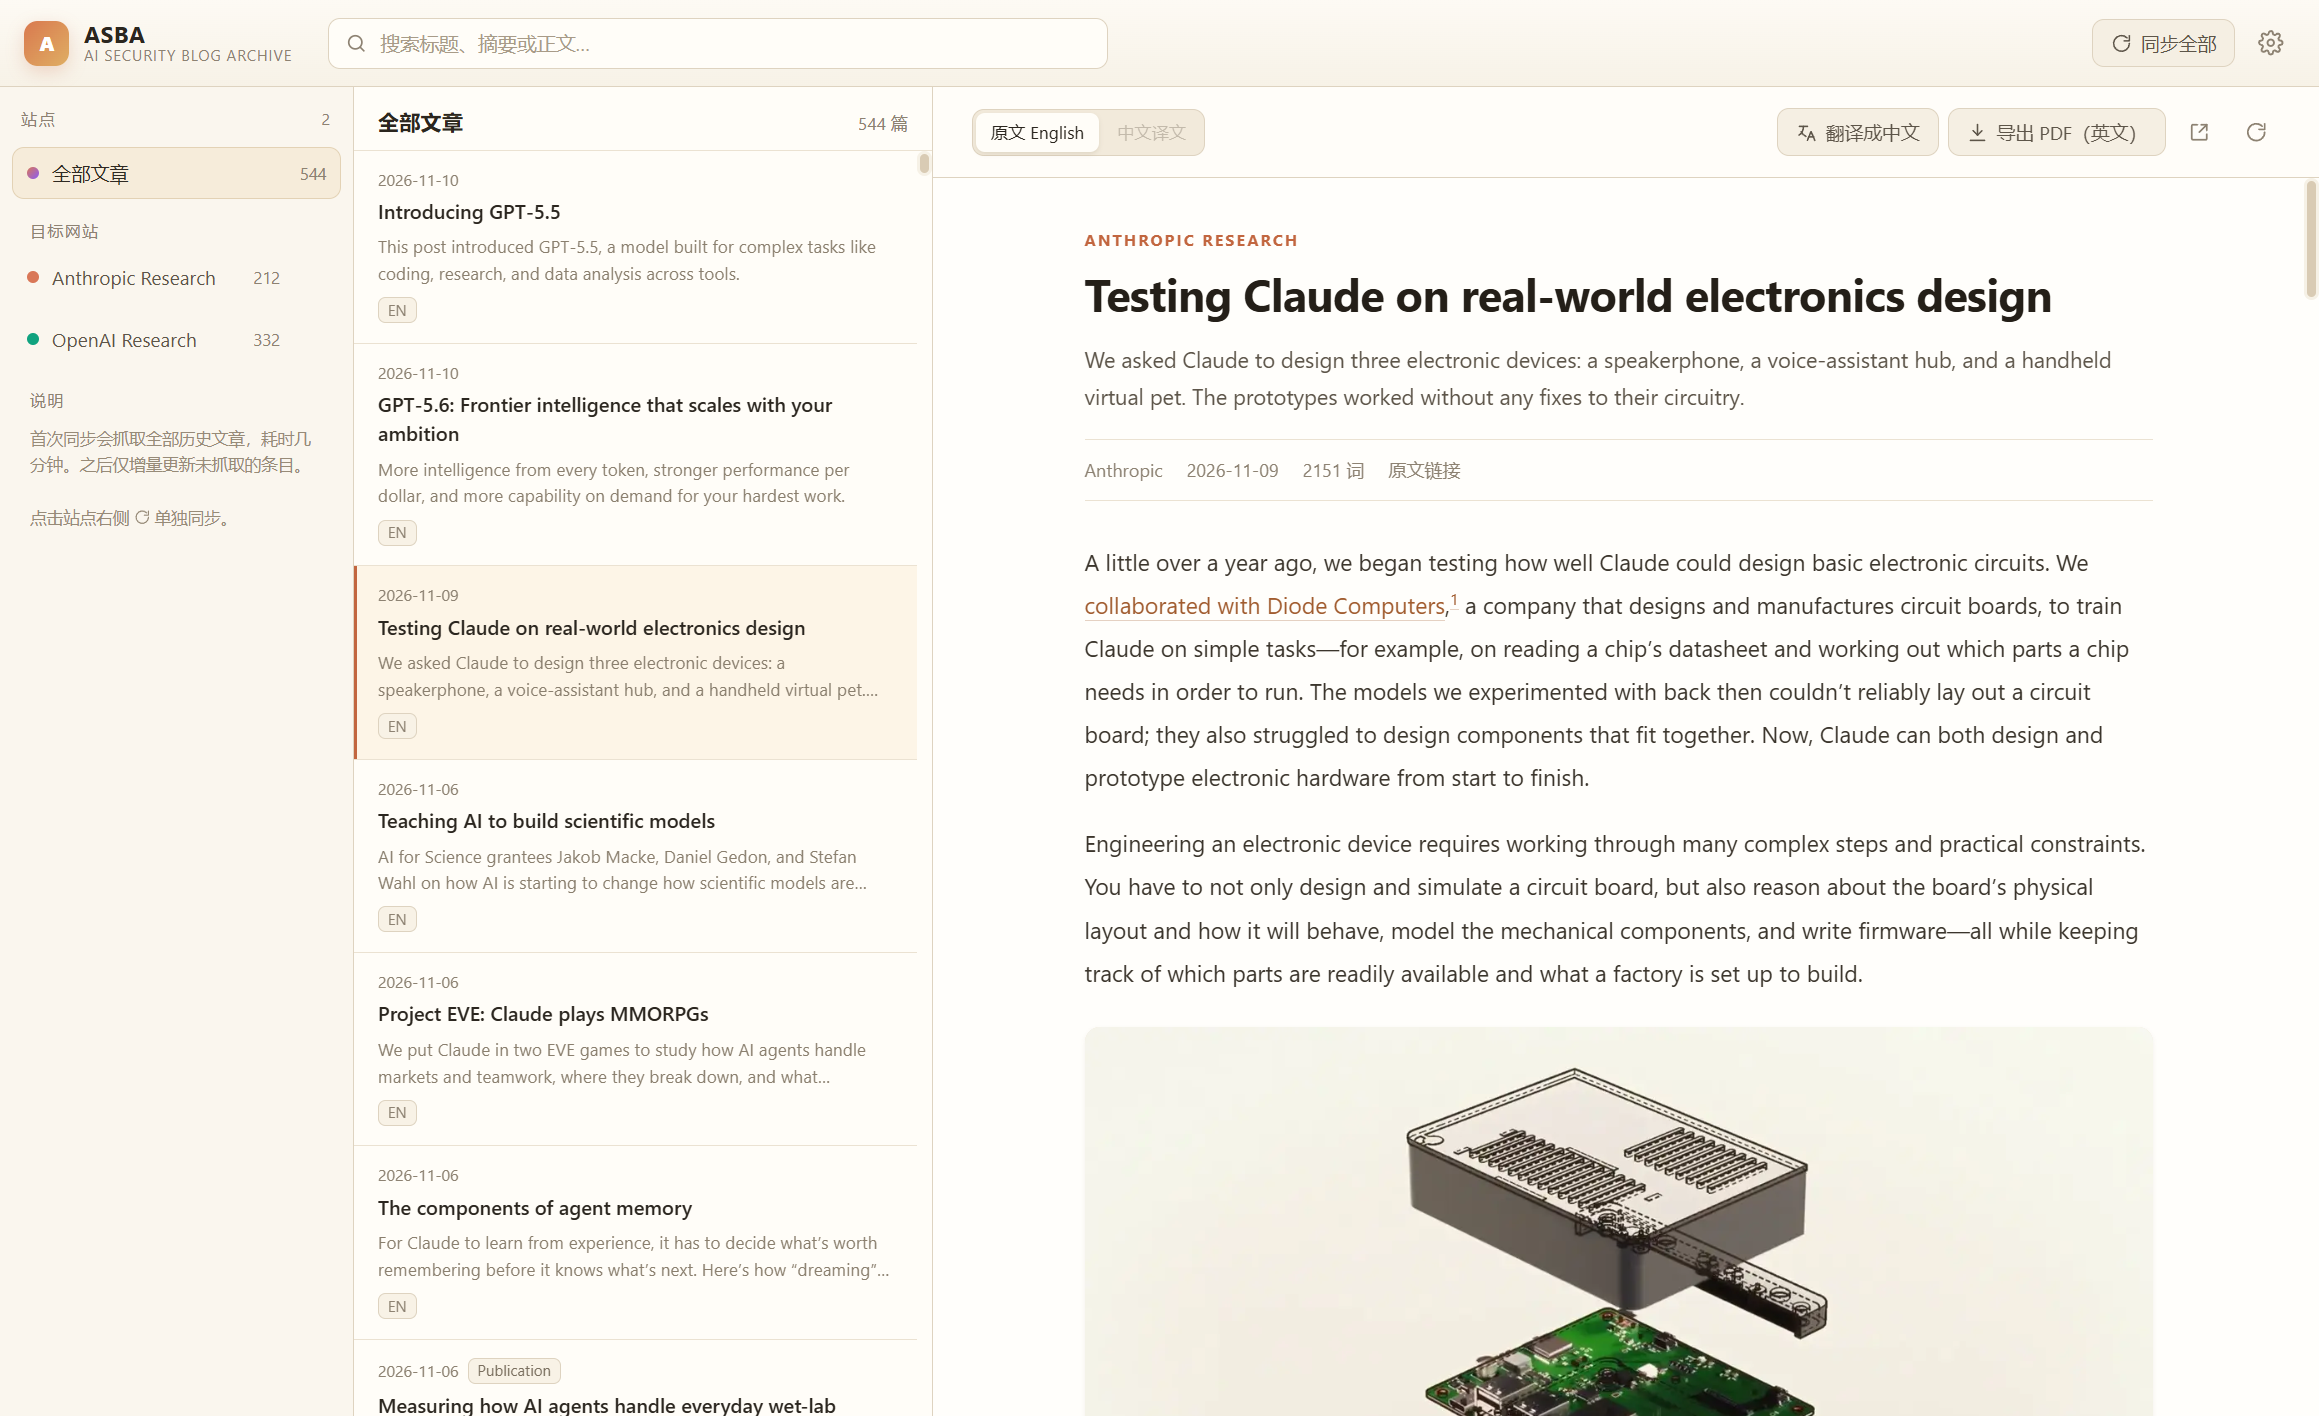 A
ASBA
AI SECURITY BLOG ARCHIVE
搜索标题、摘要或正文...
同步全部
站点
2
全部文章
544
目标网站
Anthropic Research
212
OpenAI Research
332
说明
首次同步会抓取全部历史文章，耗时几
分钟。之后仅增量更新未抓取的条目。
点击站点右侧 单独同步。
全部文章
544 篇
2026-11-10
Introducing GPT-5.5
This post introduced GPT-5.5, a model built for complex tasks like
coding, research, and data analysis across tools.
EN
2026-11-10
GPT-5.6: Frontier intelligence that scales with your
ambition
More intelligence from every token, stronger performance per
dollar, and more capability on demand for your hardest work.
EN
2026-11-09
Testing Claude on real-world electronics design
We asked Claude to design three electronic devices: a
speakerphone, a voice-assistant hub, and a handheld virtual pet....
EN
2026-11-06
Teaching AI to build scientific models
AI for Science grantees Jakob Macke, Daniel Gedon, and Stefan
Wahl on how AI is starting to change how scientific models are...
EN
2026-11-06
Project EVE: Claude plays MMORPGs
We put Claude in two EVE games to study how AI agents handle
markets and teamwork, where they break down, and what...
EN
2026-11-06
The components of agent memory
For Claude to learn from experience, it has to decide what’s worth
remembering before it knows what’s next. Here’s how “dreaming”...
EN
2026-11-06 Publication
Measuring how AI agents handle everyday wet-lab
原文 English
中文译文
翻译成中文
导出 PDF（英文）
ANTHROPIC RESEARCH
Testing Claude on real-world electronics design
We asked Claude to design three electronic devices: a speakerphone, a voice-assistant hub, and a handheld
virtual pet. The prototypes worked without any fixes to their circuitry.
Anthropic 2026-11-09 2151 词 原文链接
A little over a year ago, we began testing how well Claude could design basic electronic circuits. We
collaborated with Diode Computers,1 a company that designs and manufactures circuit boards, to train
Claude on simple tasks—for example, on reading a chip’s datasheet and working out which parts a chip
needs in order to run. The models we experimented with back then couldn’t reliably lay out a circuit
board; they also struggled to design components that fit together. Now, Claude can both design and
prototype electronic hardware from start to finish.
Engineering an electronic device requires working through many complex steps and practical constraints.
You have to not only design and simulate a circuit board, but also reason about the board’s physical
layout and how it will behave, model the mechanical components, and write firmware—all while keeping
track of which parts are readily available and what a factory is set up to build.